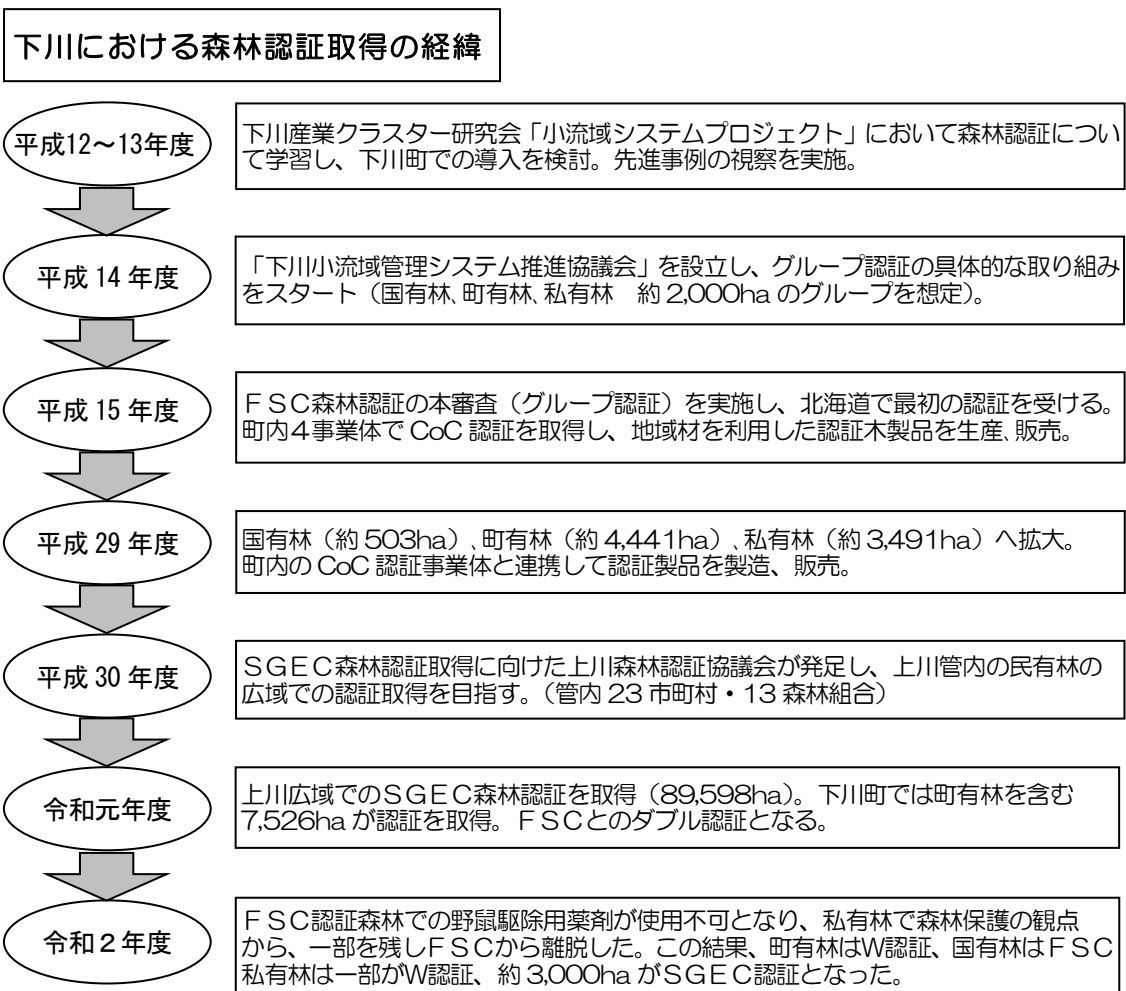 下川における森林認証取得の経緯
平成12～13年度
下川産業クラスター研究会「小流域システムプロジェクト」において森林認証につい
て学習し、下川町での導入を検討。先進事例の視察を実施。
平成 14 年度
「下川小流域管理システム推進協議会」を設立し、グループ認証の具体的な取り組み
をスタート（国有林、町有林、私有林　約 2,000ha のグループを想定）。
平成 15 年度
ＦＳＣ森林認証の本審査（グループ認証）を実施し、北海道で最初の認証を受ける。
町内４事業体で CoC 認証を取得し、地域材を利用した認証木製品を生産、販売。
平成 29 年度
国有林（約 503ha）、町有林（約 4,441ha）、私有林（約 3,491ha）へ拡大。
町内の CoC 認証事業体と連携して認証製品を製造、販売。
平成 30 年度
ＳＧＥＣ森林認証取得に向けた上川森林認証協議会が発足し、上川管内の民有林の
広域での認証取得を目指す。（管内 23 市町村・13 森林組合）
令和元年度
上川広域でのＳＧＥＣ森林認証を取得（89,598ha）。下川町では町有林を含む
7,526ha が認証を取得。ＦＳＣとのダブル認証となる。
令和２年度
ＦＳＣ認証森林での野鼠駆除用薬剤が使用不可となり、私有林で森林保護の観点
から、一部を残しＦＳＣから離脱した。この結果、町有林はW認証、国有林はＦＳＣ
私有林は一部がW認証、約 3,000ha がＳＧＥＣ認証となった。